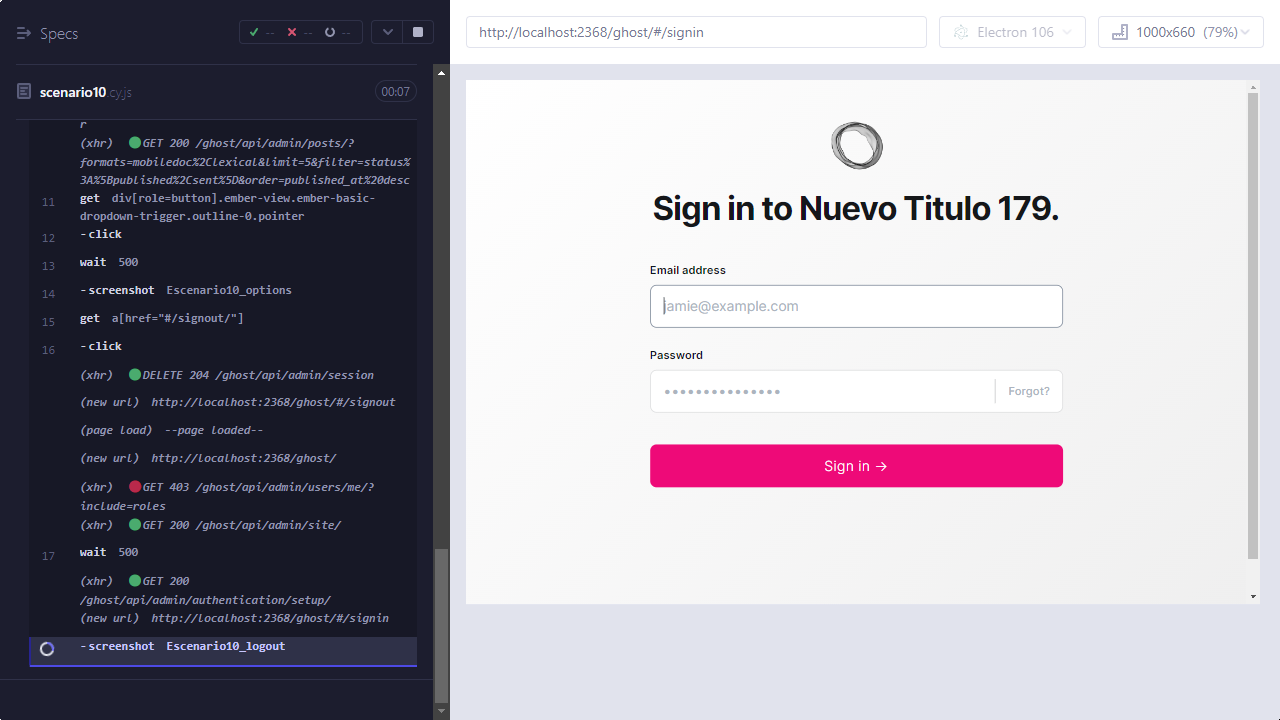 Specs
--
--
--
scenario10.cy.js
00:07
r
(xhr) GET 200 /ghost/api/admin/posts/?
formats=mobiledoc%2Clexical&limit=5&filter=status%
3A%5Bpublished%2Csent%5D&order=published_at%20desc
11 get div[role=button].ember-view.ember-basic-
dropdown-trigger.outline-0.pointer
12 -click
13 wait 500
14 -screenshot Escenario10_options
15 get a[href="#/signout/"]
16 -click
(xhr) DELETE 204 /ghost/api/admin/session
(new url) http://localhost:2368/ghost/#/signout
(page load) --page loaded--
(new url) http://localhost:2368/ghost/
(xhr) GET 403 /ghost/api/admin/users/me/?
include=roles
(xhr) GET 200 /ghost/api/admin/site/
17 wait 500
(xhr) GET 200
/ghost/api/admin/authentication/setup/
(new url) http://localhost:2368/ghost/#/signin
-screenshot Escenario10_logout
http://localhost:2368/ghost/#/signin
Electron 106
1000x660 (79%)
Sign in to Nuevo Titulo 179.
Email address
jamie@example.com
Password
•••••••••••••••
Forgot?
Sign in →